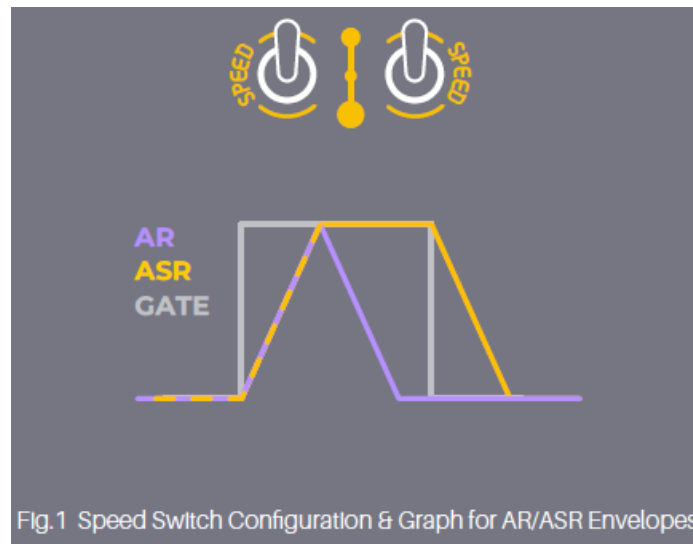 SPEED SPEED
AR
ASR
GATE
Fig.1 Speed Switch Configuration & Graph for AR/ASR Envelopes